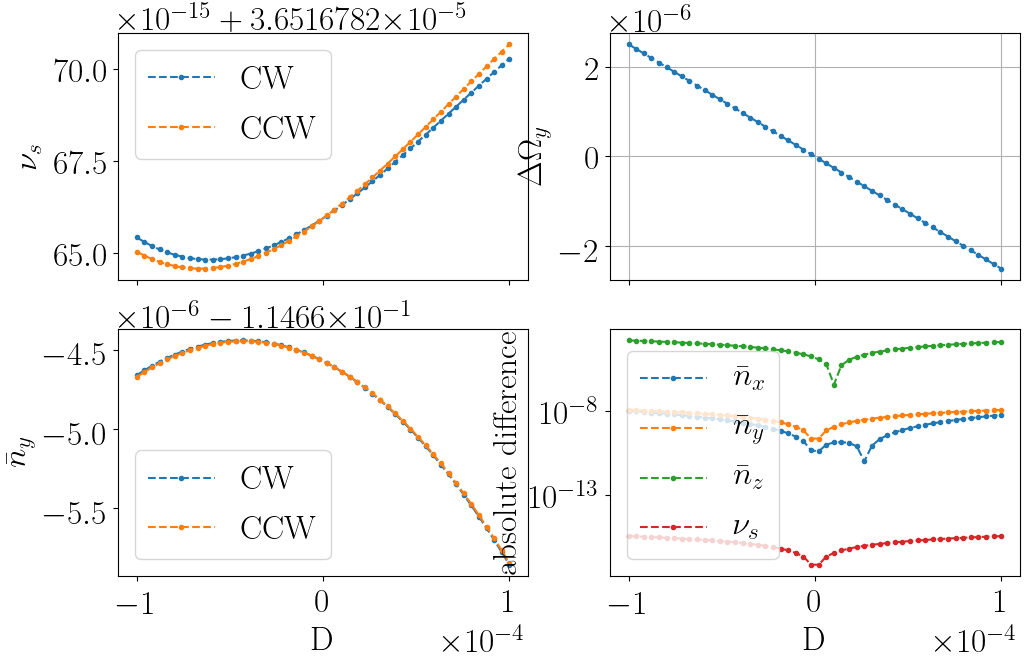 ×10⁻¹⁵ + 3.6516782×10⁻⁵
70.0
67.5
65.0
ν_s
CW
CCW
×10⁻⁶
2
0
−2
ΔΩ_y
×10⁻⁶ − 1.1466×10⁻¹
−4.5
−5.0
−5.5
n̄_y
CW
CCW
−1
0
1
D
×10⁻⁴
absolute difference
10⁻⁸
10⁻¹³
n̄_x
n̄_y
n̄_z
ν_s
−1
0
1
D
×10⁻⁴